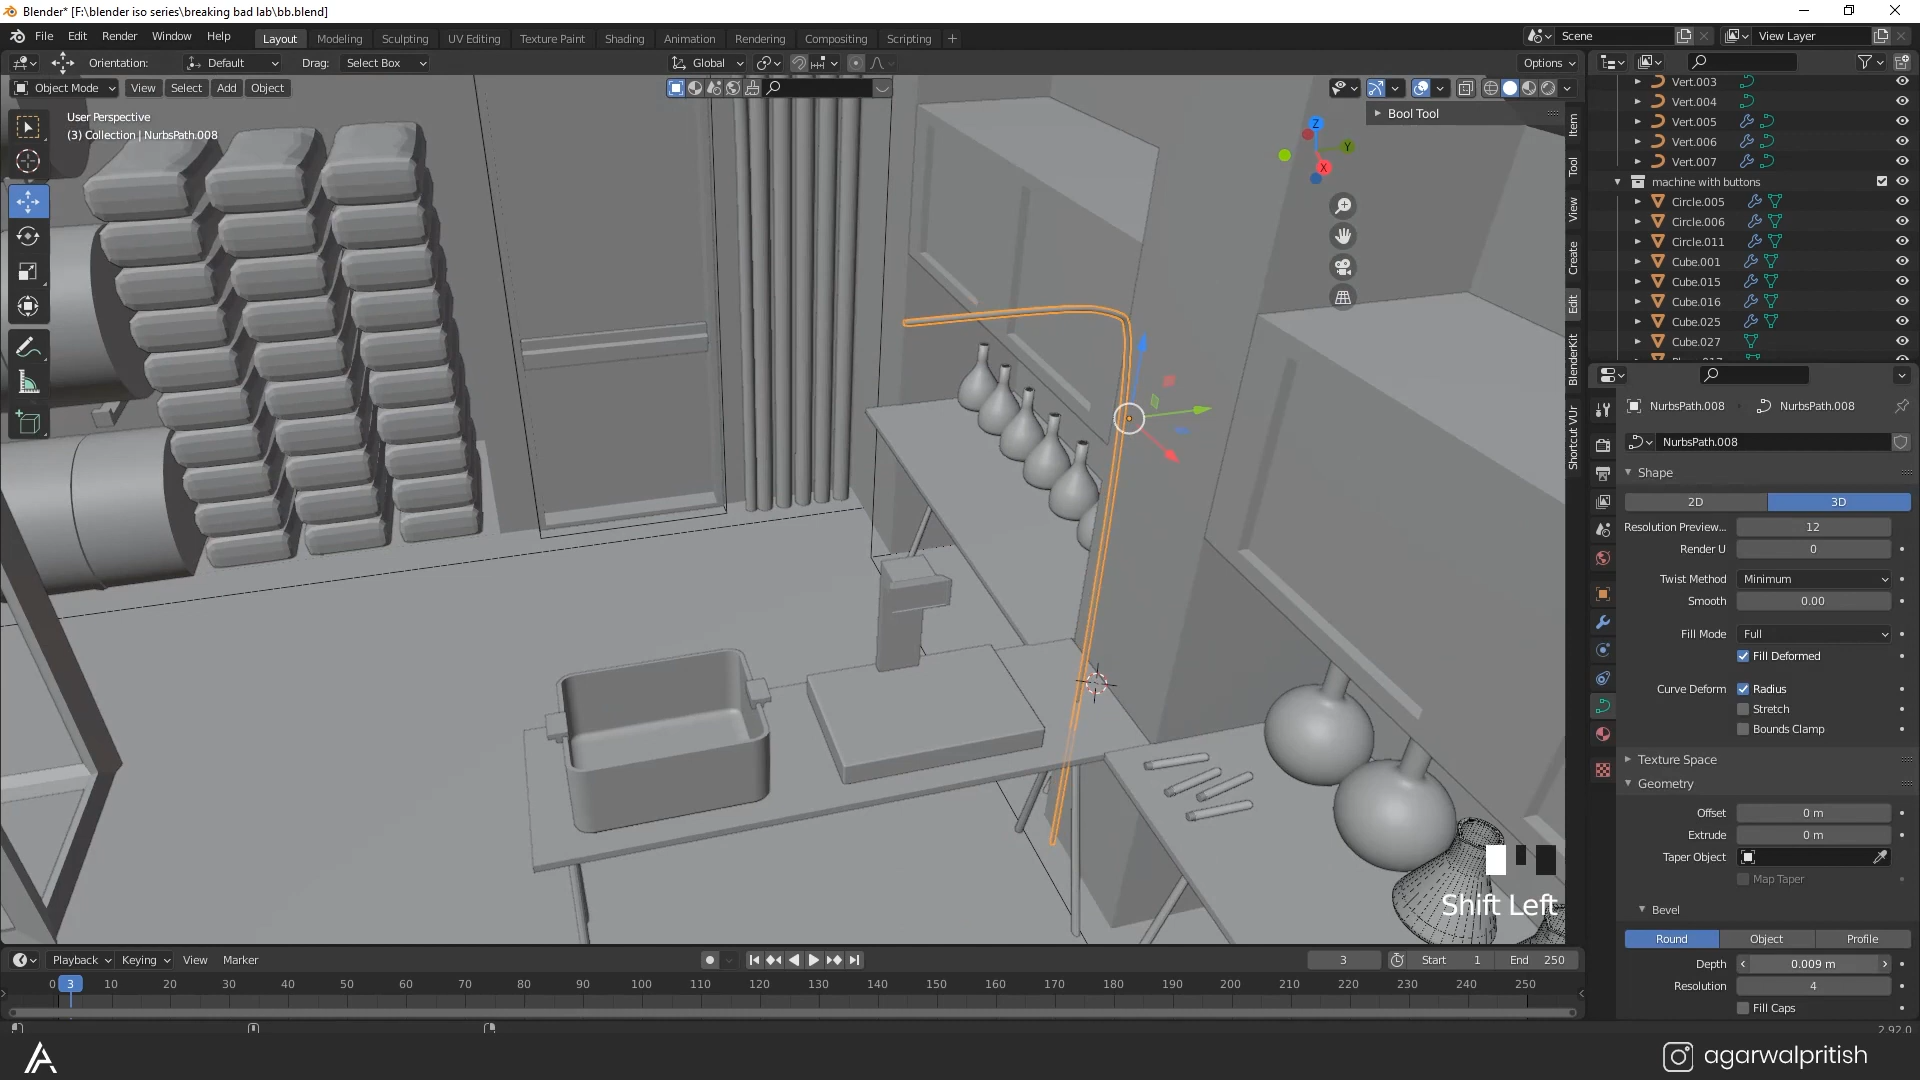 Blender* [F:\blender iso series\breaking bad lab\bb.blend]
File Edit Render Window Help Layout Modeling Sculpting UV Editing Texture Paint Shading Animation Rendering Compositing Scripting + Scene View Layer
Orientation: Default Drag: Select Box Global Options
Object Mode View Select Add Object
User Perspective
(3) Collection | NurbsPath.008
Bool Tool
Z
Y
X
Item
Tool
View
Create
Edit
BlenderKit
Shortcut VUr
Vert.003
Vert.004
Vert.005
Vert.006
Vert.007
machine with buttons
Circle.005
Circle.006
Circle.011
Cube.001
Cube.015
Cube.016
Cube.025
Cube.027
NurbsPath.008 NurbsPath.008
NurbsPath.008
Shape
2D 3D
Resolution Preview... 12
Render U 0
Twist Method Minimum
Smooth 0.00
Fill Mode Full
Fill Deformed
Curve Deform Radius
Stretch
Bounds Clamp
Texture Space
Geometry
Offset 0 m
Extrude 0 m
Taper Object
Map Taper
Bevel
Round Object Profile
Depth 0.009 m
Resolution 4
Fill Caps
Shift Left
Playback Keying View Marker 3 Start 1 End 250
0 3 10 20 30 40 50 60 70 80 90 100 110 120 130 140 150 160 170 180 190 200 210 220 230 240 250
2.92.0
agarwalpritish